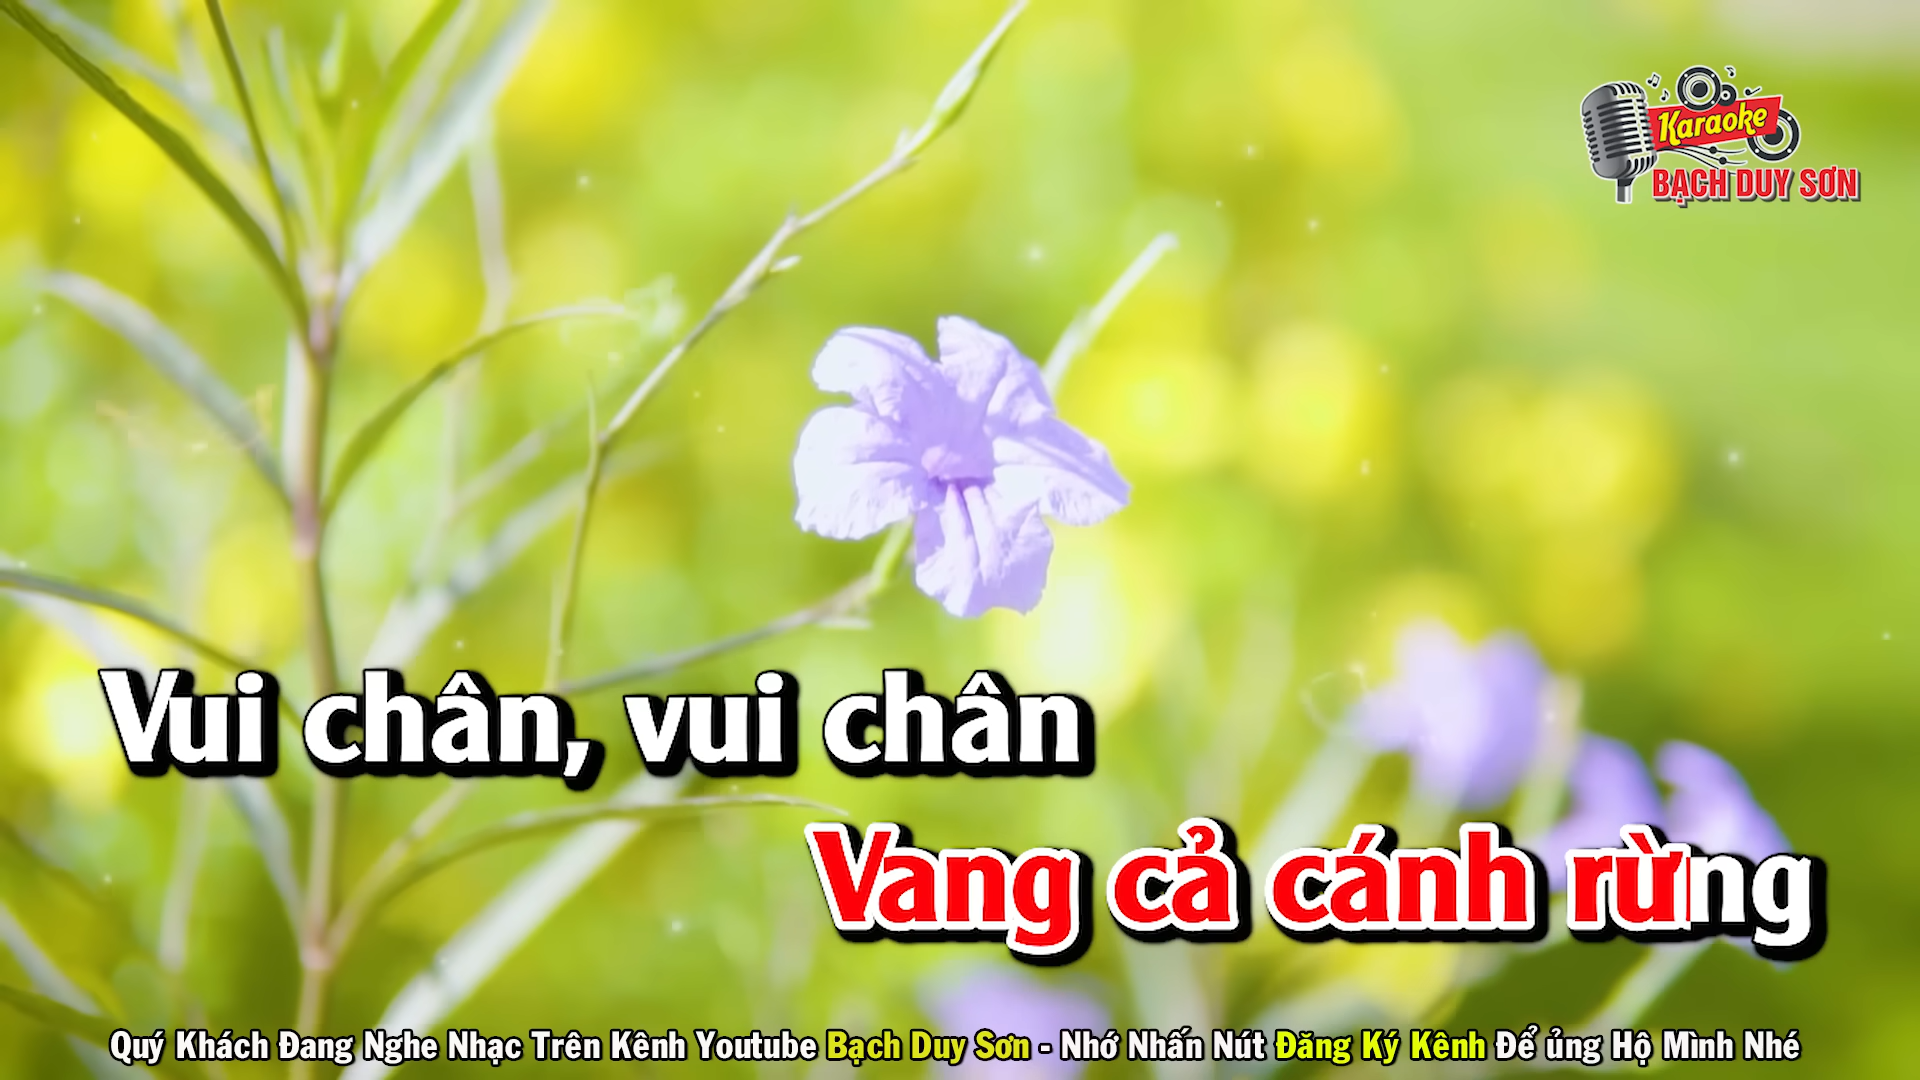 Karaoke
BẠCH DUY SƠN
Vui chân, vui chân
Vang cả cánh rừng
Quý Khách Đang Nghe Nhạc Trên Kênh Youtube Bạch Duy Sơn - Nhớ Nhấn Nút Đăng Ký Kênh Để ủng Hộ Mình Nhé